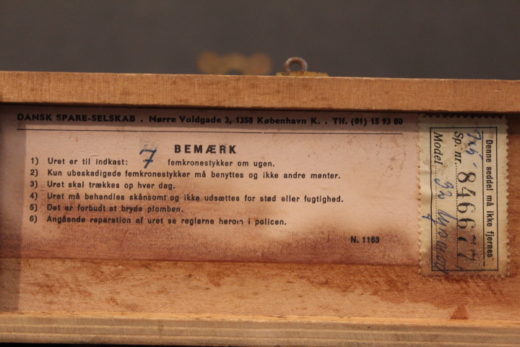 DANSK SPARE-SELSKAB . Nørre Voldgade 3, 1358 København K. . Tlf. (01) 15 93 80
BEMÆRK
1) Uret er til indkast: 7 femkronestykker om ugen.
2) Kun ubeskadigede femkronestykker må benyttes og ikke andre mønter.
3) Uret skal trækkes op hver dag.
4) Uret må behandles skånsomt og ikke udsættes for stød eller fugtighed.
5) Det er forbudt at bryde plomben.
6) Angående reparation af uret se reglerne herom i policen.
N. 1163
Denne seddel må ikke fjernes
Sp. nr. 846677
Model